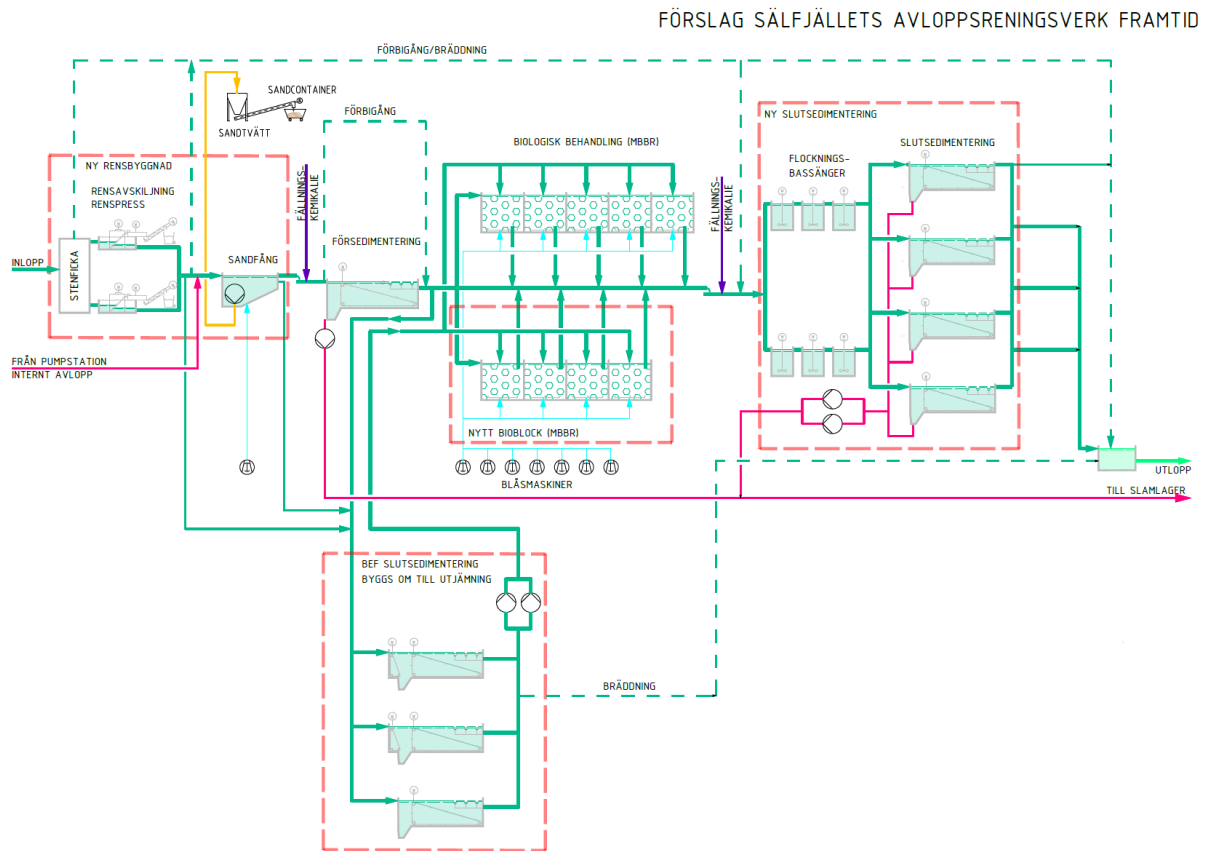 FÖRSLAG SÄLFJÄLLETS AVLOPPSRENINGSVERK FRAMTID
FÖRBIGÅNG/BRÄDDNING
SANDCONTAINER
SANDTVÄTT
FÖRBIGÅNG
NY SLUTSEDIMENTERING
BIOLOGISK BEHANDLING (MBBR)
SLUTSEDIMENTERING
FLOCKNINGS-
BASSÄNGER
NY RENSBYGGNAD
RENSAVSKILJNING
RENSPRESS
FÄLLNINGS-
KEMIKALIE
FÄLLNINGS-
KEMIKALIE
FÖRSEDIMENTERING
SANDFÅNG
INLOPP
STENFICKA
FRÅN PUMPSTATION
INTERNT AVLOPP
NYTT BIOBLOCK (MBBR)
BLÅSMASKINER
UTLOPP
TILL SLAMLAGER
BEF SLUTSEDIMENTERING
BYGGS OM TILL UTJÄMNING
BRÄDDNING